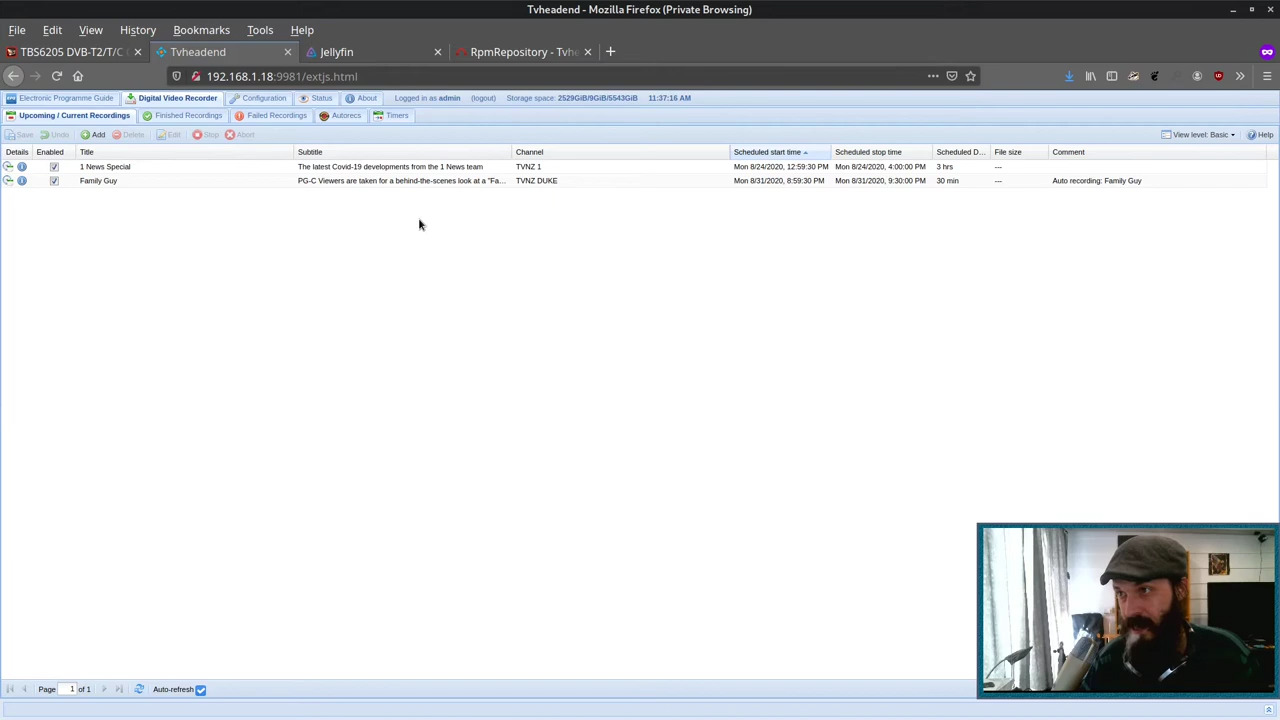 Tvheadend - Mozilla Firefox (Private Browsing)
File Edit View History Bookmarks Tools Help
TBS6205 DVB-T2/T/C Tvheadend Jellyfin RpmRepository - Tvhe
192.168.1.18:9981/extjs.html
Electronic Programme Guide Digital Video Recorder Configuration Status About Logged in as admin (logout) Storage space: 2529GiB/9GiB/5543GiB 11:37:16 AM
Upcoming / Current Recordings Finished Recordings Failed Recordings Autorecs Timers
Save Undo Add Delete Edit Stop Abort View level: Basic Help
Details Enabled Title Subtitle Channel Scheduled start time Scheduled stop time Scheduled D... File size Comment
1 News Special The latest Covid-19 developments from the 1 News team TVNZ 1 Mon 8/24/2020, 12:59:30 PM Mon 8/24/2020, 4:00:00 PM 3 hrs ---
Family Guy PG-C Viewers are taken for a behind-the-scenes look at a "Fa... TVNZ DUKE Mon 8/31/2020, 8:59:30 PM Mon 8/31/2020, 9:30:00 PM 30 min --- Auto recording: Family Guy
Page 1 of 1 Auto-refresh